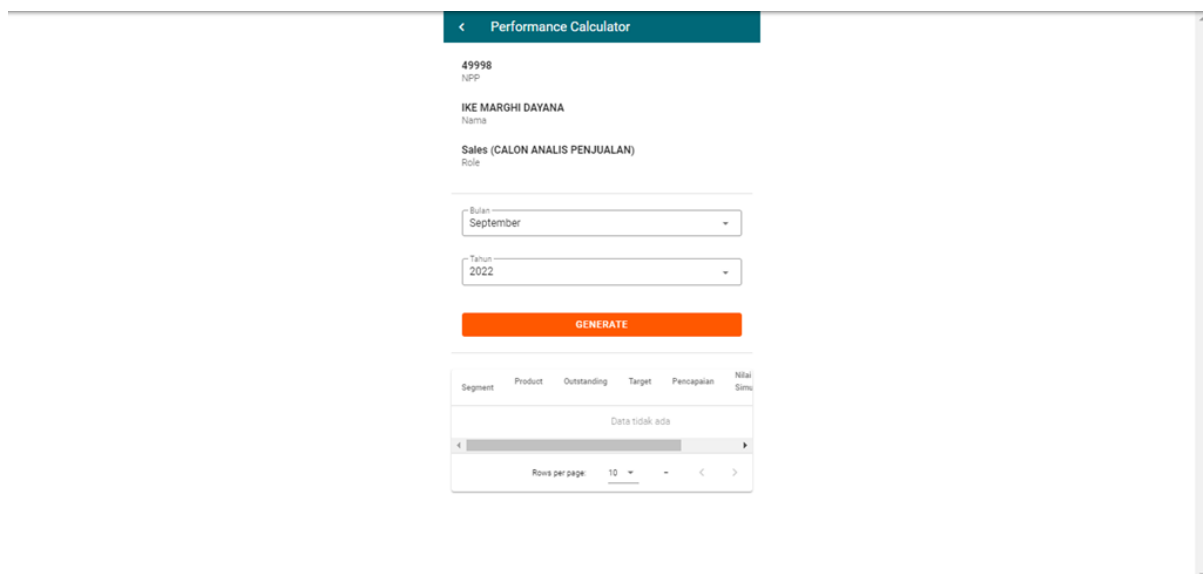 Performance Calculator
49998
NPP
IKE MARGHI DAYANA
Nama
Sales (CALON ANALIS PENJUALAN)
Role
Bulan
September
Tahun
2022
GENERATE
Segment Product Outstanding Target Pencapaian Nilai
Simu
Data tidak ada
Rows per page: 10 -